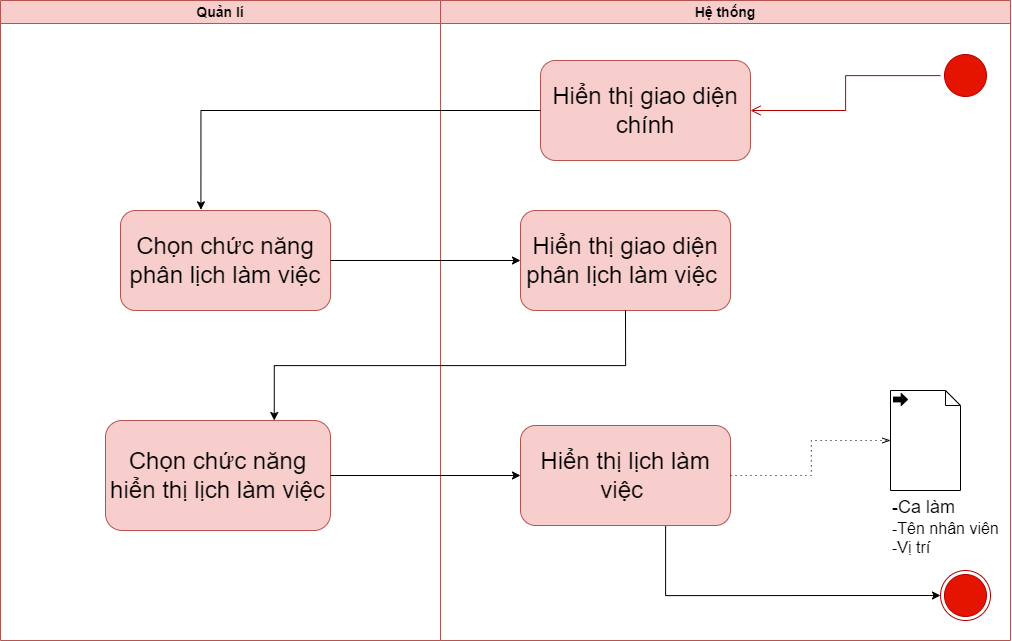 Quản lí
Hệ thống
Hiển thị giao diện
chính
Chọn chức năng
phân lịch làm việc
Hiển thị giao diện
phân lịch làm việc
Chọn chức năng
hiển thị lịch làm việc
Hiển thị lịch làm
việc
-Ca làm
-Tên nhân viên
-Vị trí